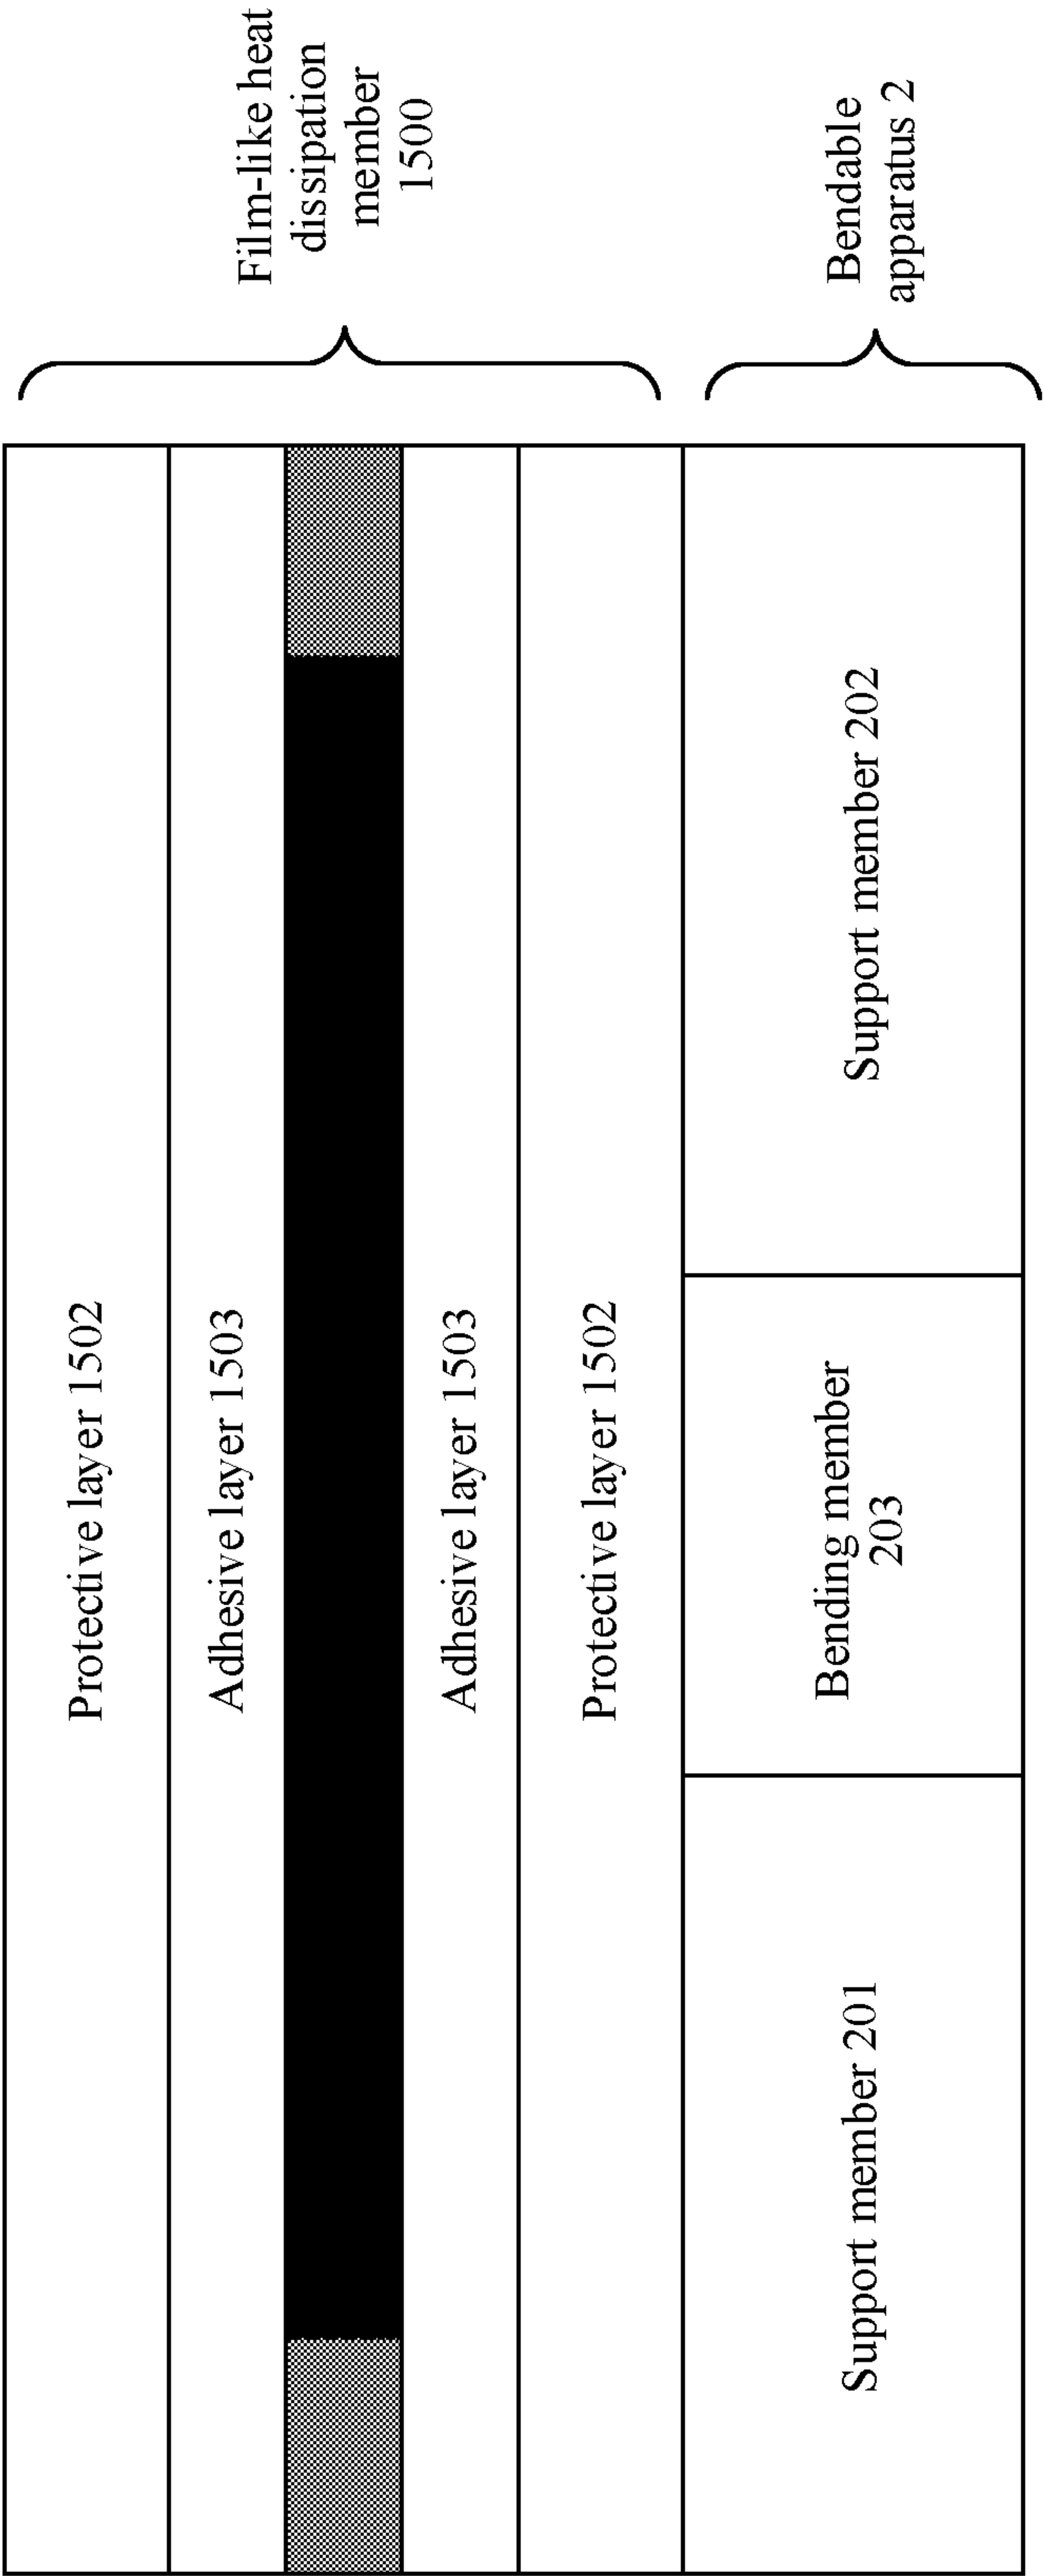 Film-like heat
dissipation
member
1500
Bendable
apparatus 2
Protective layer 1502
Adhesive layer 1503
Adhesive layer 1503
Protective layer 1502
Support member 201
Bending member
203
Support member 202